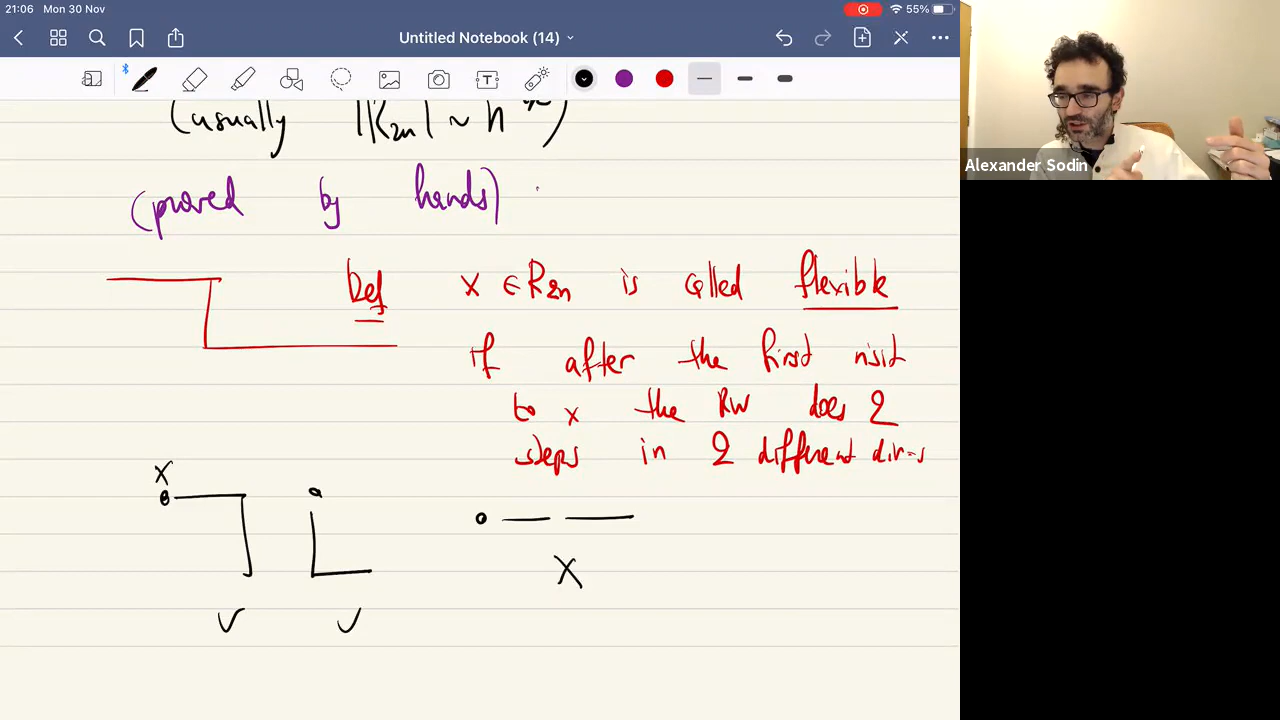 21:06 Mon 30 Nov
55%
Untitled Notebook (14)
Alexander Sodin
(usually |R2n| ~ n
(proved by hands)
Def x ∈ R2n is called flexible
if after the first visit
to x the RW does 2
steps in 2 different dir-s
x
x